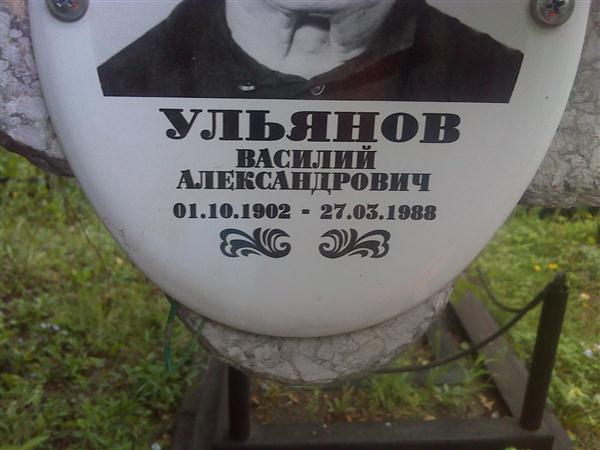 УЛЬЯНОВ
ВАСИЛИЙ
АЛЕКСАНДРОВИЧ
01.10.1902 - 27.03.1988